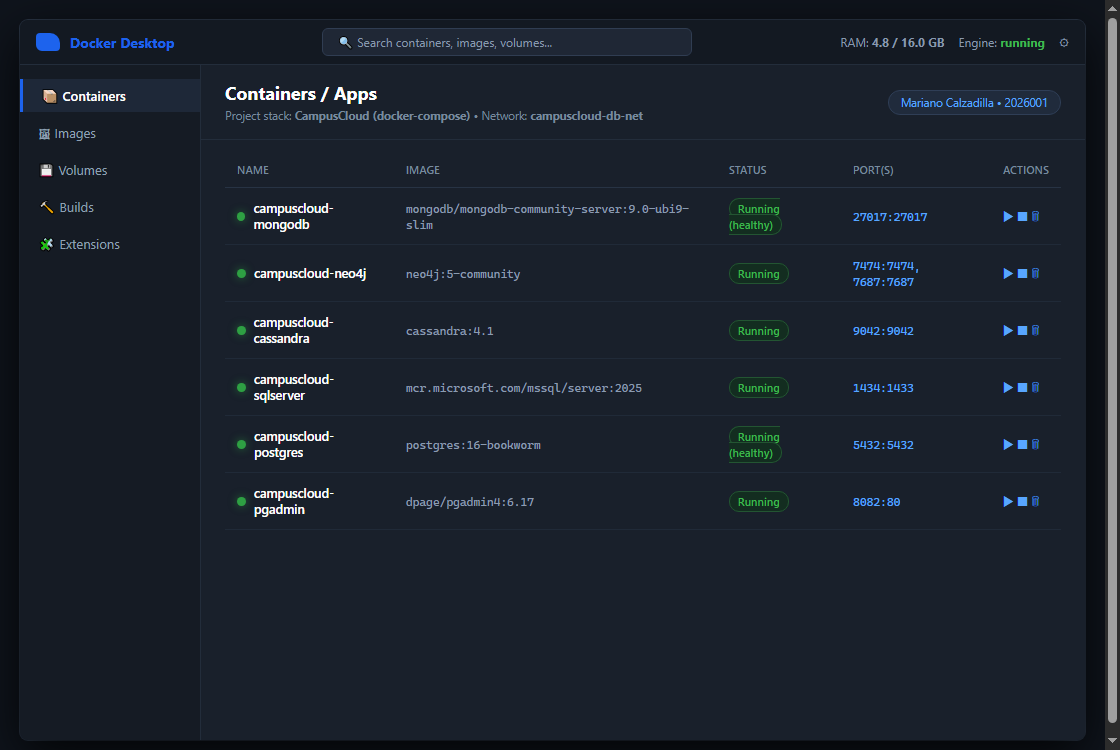 Docker Desktop
Search containers, images, volumes...
RAM: 4.8 / 16.0 GB Engine: running
Containers
Images
Volumes
Builds
Extensions
Containers / Apps
Project stack: CampusCloud (docker-compose) • Network: campuscloud-db-net
Mariano Calzadilla • 2026001
NAME IMAGE STATUS PORT(S) ACTIONS
campuscloud-
mongodb
mongodb/mongodb-community-server:9.0-ubi9-
slim
Running
(healthy)
27017:27017
campuscloud-neo4j
neo4j:5-community
Running
7474:7474,
7687:7687
campuscloud-
cassandra
cassandra:4.1
Running
9042:9042
campuscloud-
sqlserver
mcr.microsoft.com/mssql/server:2025
Running
1434:1433
campuscloud-
postgres
postgres:16-bookworm
Running
(healthy)
5432:5432
campuscloud-
pgadmin
dpage/pgadmin4:6.17
Running
8082:80